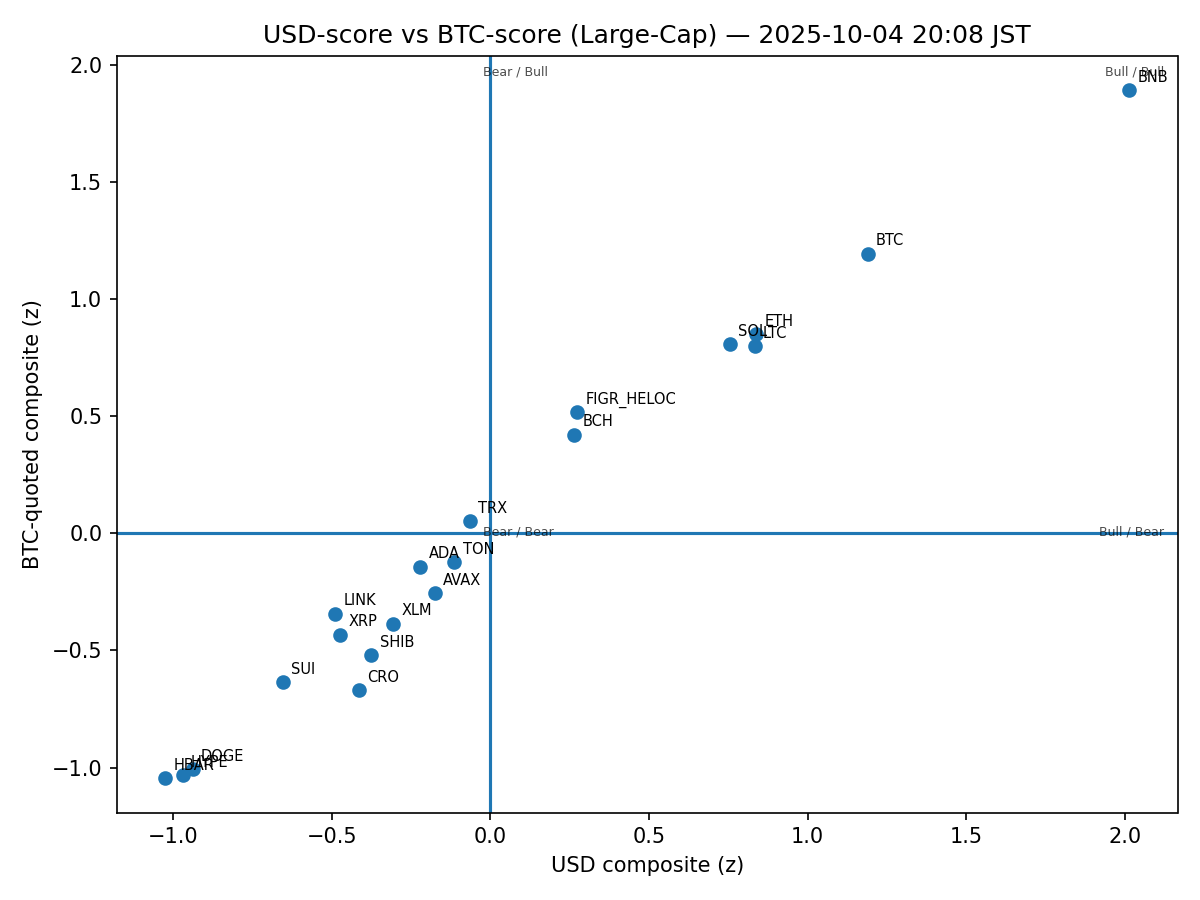 USD-score vs BTC-score (Large-Cap) — 2025-10-04 20:08 JST
2.0
1.5
1.0
0.5
0.0
−0.5
−1.0
BTC-quoted composite (z)
Bear / Bull
Bull / Bull
BNB
BTC
ETH
SOL
LTC
FIGR_HELOC
BCH
TRX
Bear / Bear
Bull / Bear
TON
ADA
AVAX
LINK
XLM
XRP
SHIB
SUI
CRO
DOGE
HYPE
HBAR
−1.0
−0.5
0.0
0.5
1.0
1.5
2.0
USD composite (z)